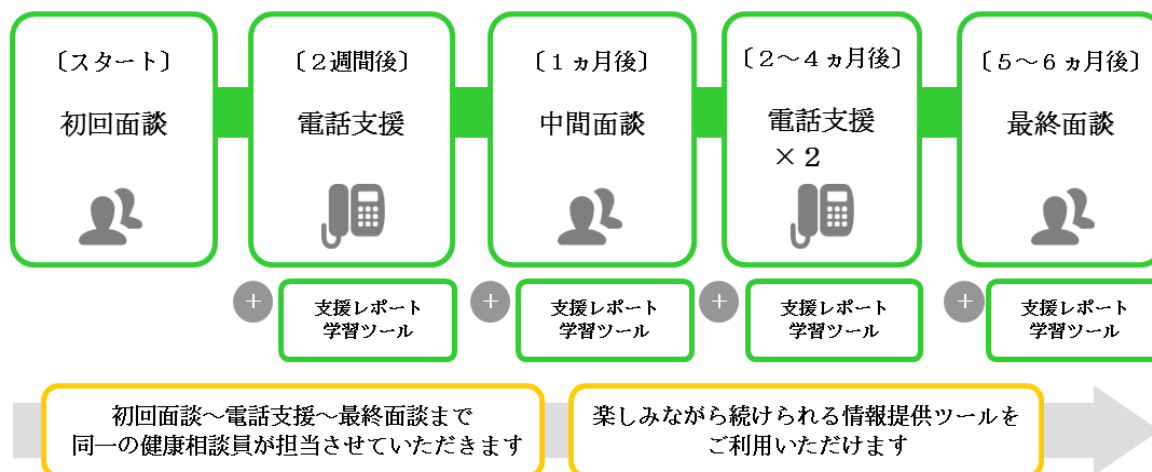 〔スタート〕
初回面談
〔２週間後〕
電話支援
〔１ヵ月後〕
中間面談
〔２～４ヵ月後〕
電話支援
×２
〔５～６ヵ月後〕
最終面談
＋
支援レポート
学習ツール
＋
支援レポート
学習ツール
＋
支援レポート
学習ツール
＋
支援レポート
学習ツール
初回面談～電話支援～最終面談まで
同一の健康相談員が担当させていただきます
楽しみながら続けられる情報提供ツールを
ご利用いただけます